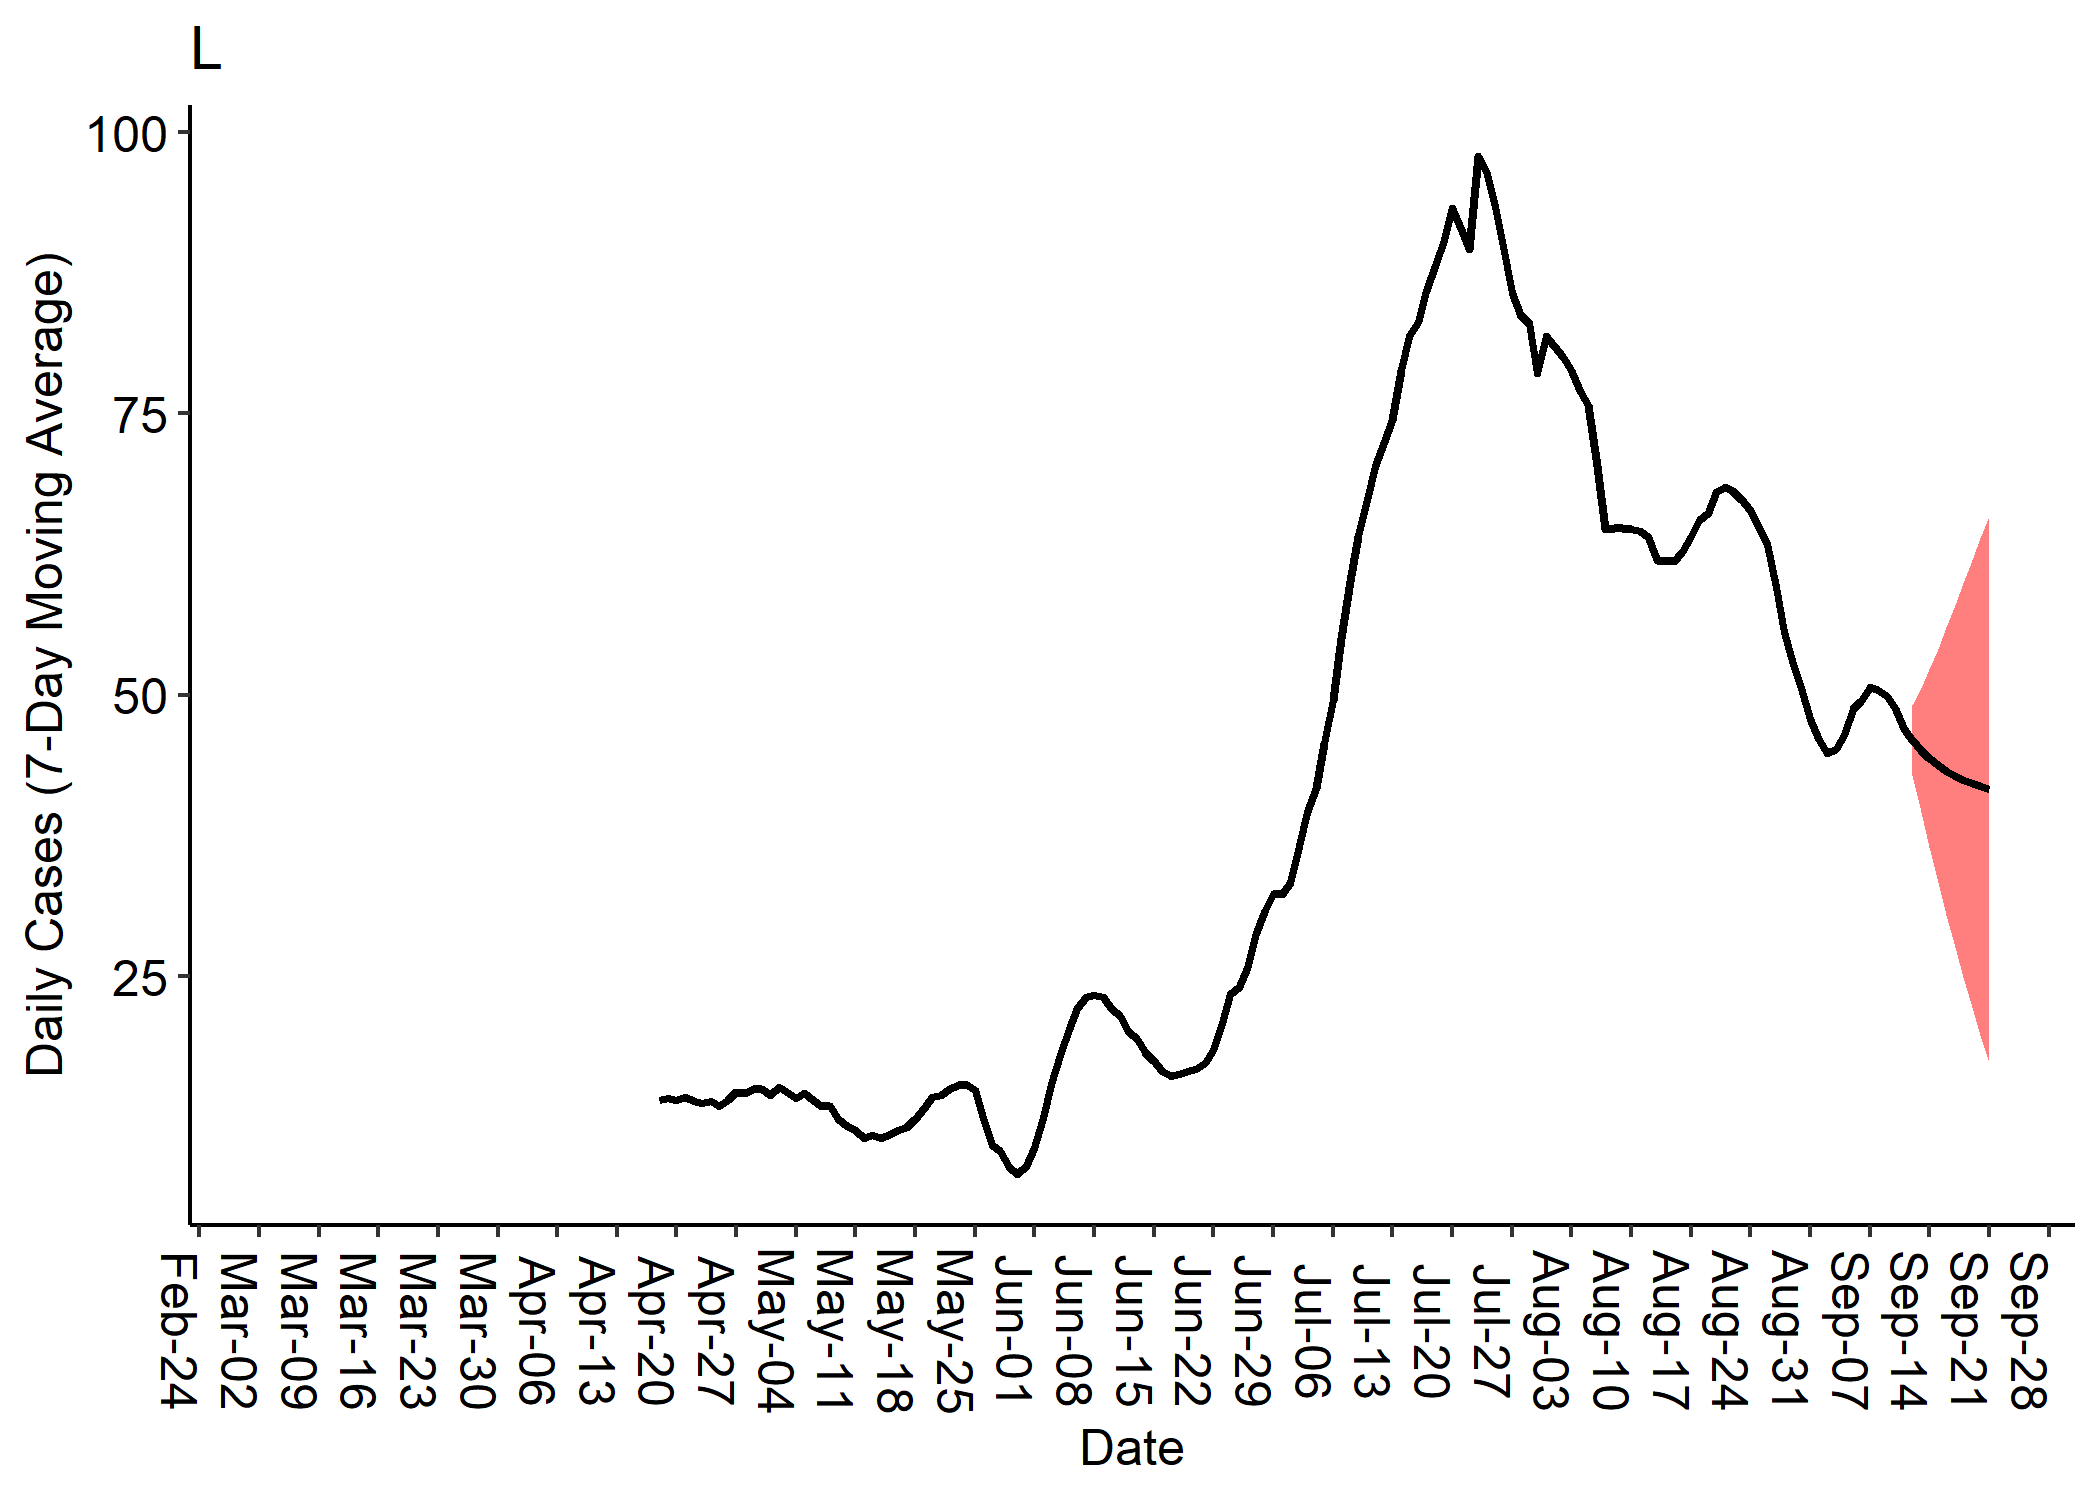 L
Daily Cases (7-Day Moving Average)
100
75
50
25
Feb-24
Mar-02
Mar-09
Mar-16
Mar-23
Mar-30
Apr-06
Apr-13
Apr-20
Apr-27
May-04
May-11
May-18
May-25
Jun-01
Jun-08
Jun-15
Jun-22
Jun-29
Jul-06
Jul-13
Jul-20
Jul-27
Aug-03
Aug-10
Aug-17
Aug-24
Aug-31
Sep-07
Sep-14
Sep-21
Sep-28
Date